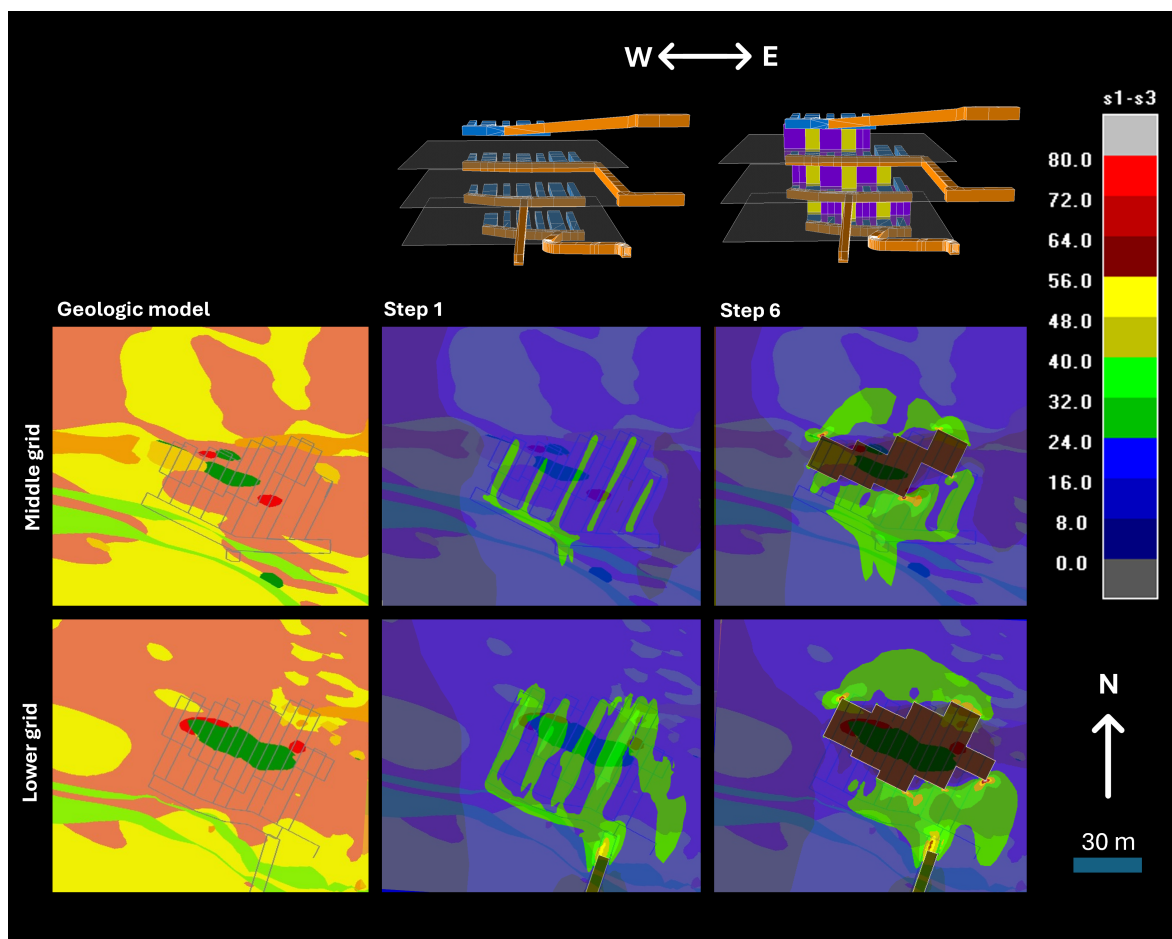 W E
s1-s3
80.0
72.0
64.0
56.0
48.0
40.0
32.0
24.0
16.0
8.0
0.0
Geologic model
Step 1
Step 6
Middle grid
Lower grid
N
30 m